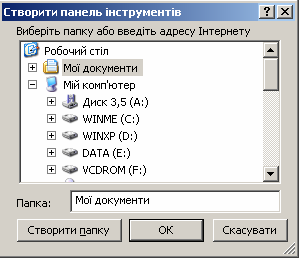 Створити панель інструментів
Виберіть папку або введіть адресу Інтернету
Робочий стіл
Мої документи
Мій комп'ютер
Диск 3,5 (A:)
WINME (C:)
WINXP (D:)
DATA (E:)
VCDROM (F:)
Папка: Мої документи
Створити папку OK Скасувати